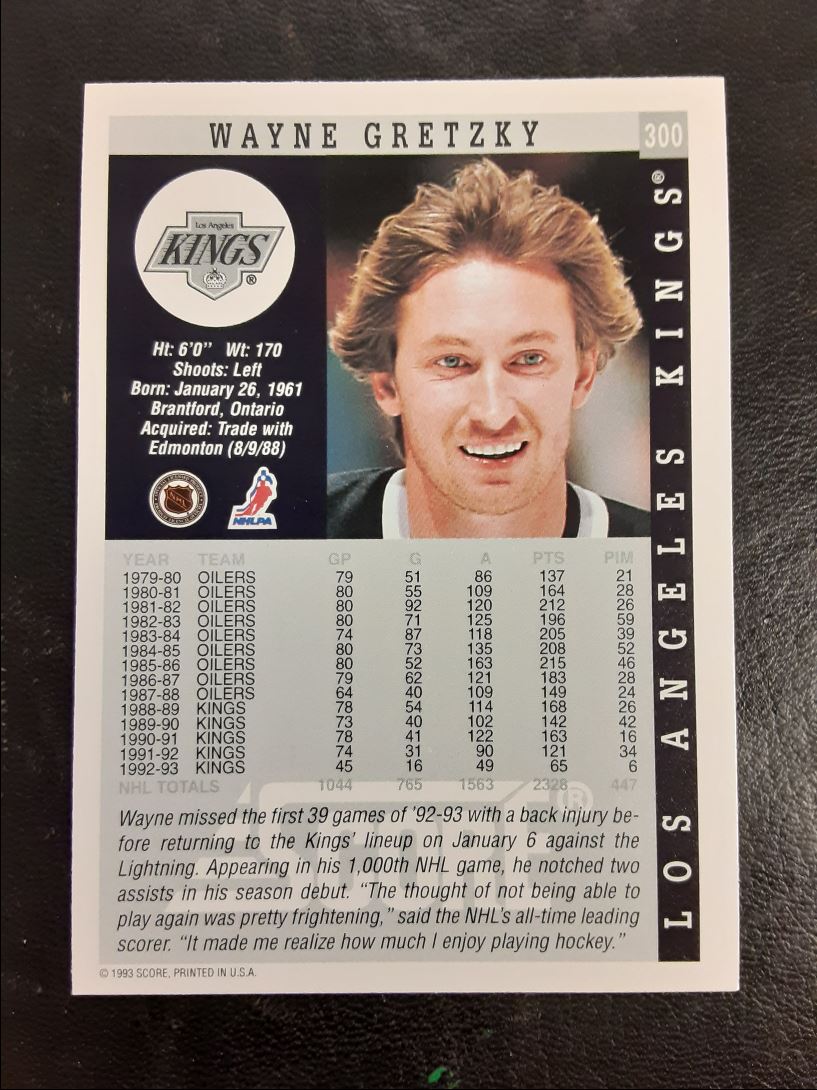 WAYNE GRETZKY
300
Los Angeles
KINGS®
Ht: 6'0" Wt: 170
Shoots: Left
Born: January 26, 1961
Brantford, Ontario
Acquired: Trade with
Edmonton (8/9/88)
NHL
NHLPA
LOS ANGELES KINGS®
YEAR TEAM GP G A PTS PIM
1979-80 OILERS 79 51 86 137 21
1980-81 OILERS 80 55 109 164 28
1981-82 OILERS 80 92 120 212 26
1982-83 OILERS 80 71 125 196 59
1983-84 OILERS 74 87 118 205 39
1984-85 OILERS 80 73 135 208 52
1985-86 OILERS 80 52 163 215 46
1986-87 OILERS 79 62 121 183 28
1987-88 OILERS 64 40 109 149 24
1988-89 KINGS 78 54 114 168 26
1989-90 KINGS 73 40 102 142 42
1990-91 KINGS 78 41 122 163 16
1991-92 KINGS 74 31 90 121 34
1992-93 KINGS 45 16 49 65 6
NHL TOTALS 1044 765 1563 2328 447
SCORE®
Wayne missed the first 39 games of '92-93 with a back injury be-
fore returning to the Kings' lineup on January 6 against the
Lightning. Appearing in his 1,000th NHL game, he notched two
assists in his season debut. "The thought of not being able to
play again was pretty frightening," said the NHL's all-time leading
scorer. "It made me realize how much I enjoy playing hockey."
© 1993 SCORE, PRINTED IN U.S.A.